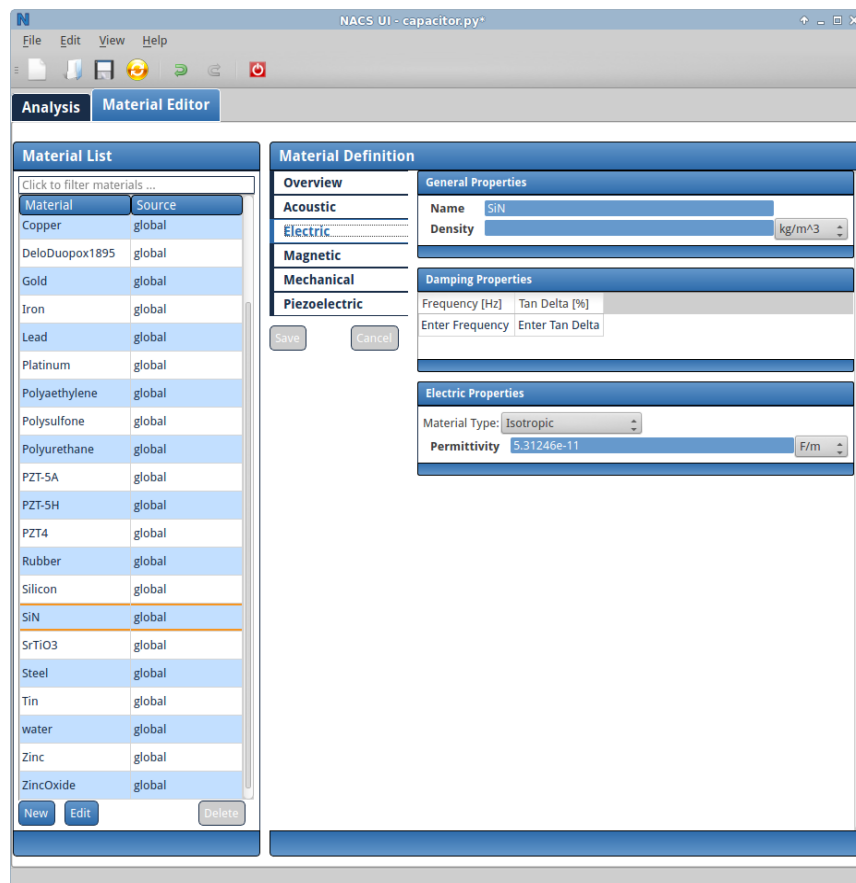 N
NACS UI - capacitor.py*
File Edit View Help
Analysis Material Editor
Material List
Click to filter materials ...
Material Source
Copper global
DeloDuopox1895 global
Gold global
Iron global
Lead global
Platinum global
Polyaethylene global
Polysulfone global
Polyurethane global
PZT-5A global
PZT-5H global
PZT4 global
Rubber global
Silicon global
SiN global
SrTiO3 global
Steel global
Tin global
water global
Zinc global
ZincOxide global
New Edit Delete
Material Definition
Overview
Acoustic
Electric
Magnetic
Mechanical
Piezoelectric
Save Cancel
General Properties
Name SiN
Density kg/m^3
Damping Properties
Frequency [Hz] Tan Delta [%]
Enter Frequency Enter Tan Delta
Electric Properties
Material Type: Isotropic
Permittivity 5.31246e-11 F/m